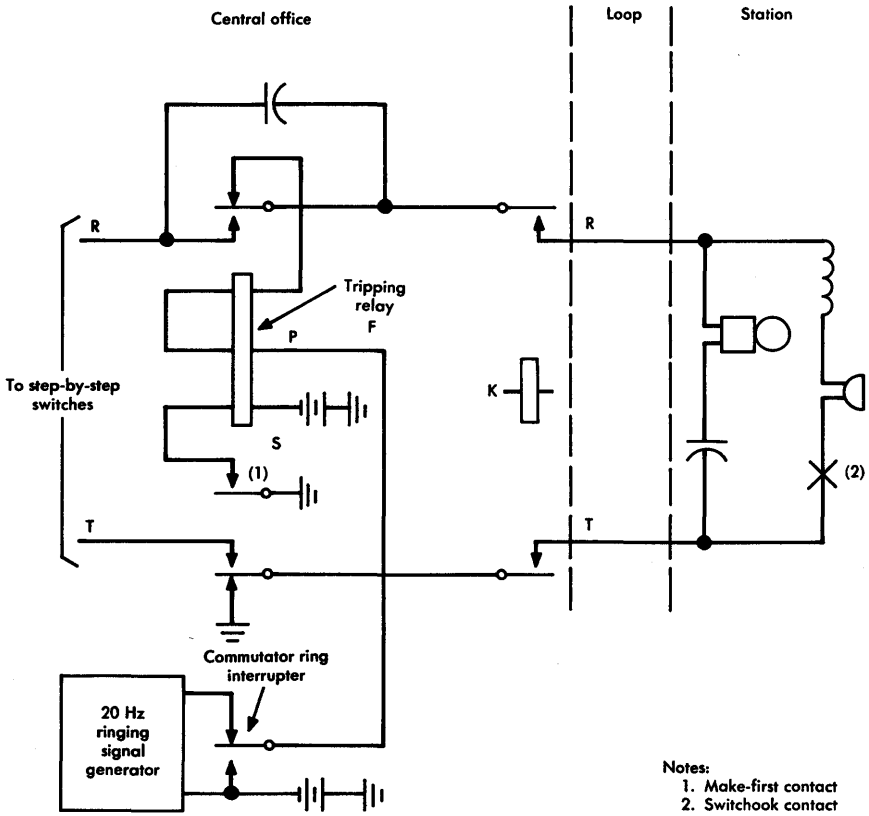 Central office
Loop
Station
R
R
Tripping
relay
F
P
K
To step-by-step
switches
S
(1)
(2)
T
T
Commutator ring
interrupter
20 Hz
ringing
signal
generator
Notes:
1. Make-first contact
2. Switchook contact